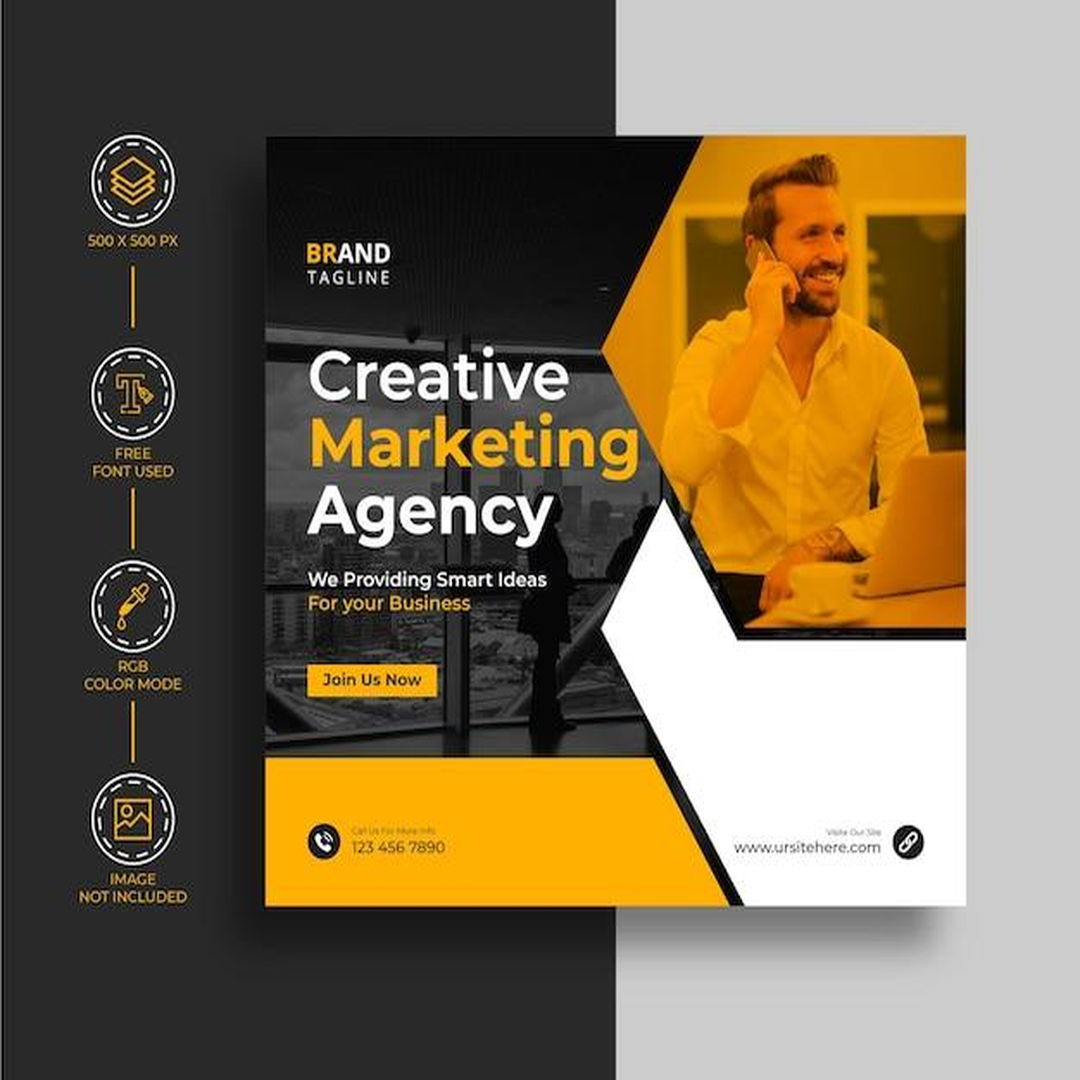 500 X 500 PX
FREE
FONT USED
RGB
COLOR MODE
IMAGE
NOT INCLUDED
BRAND
TAGLINE
Creative
Marketing
Agency
We Providing Smart Ideas
For your Business
Join Us Now
Call Us For More Info
123 456 7890
Visite Our Site
www.ursitehere.com